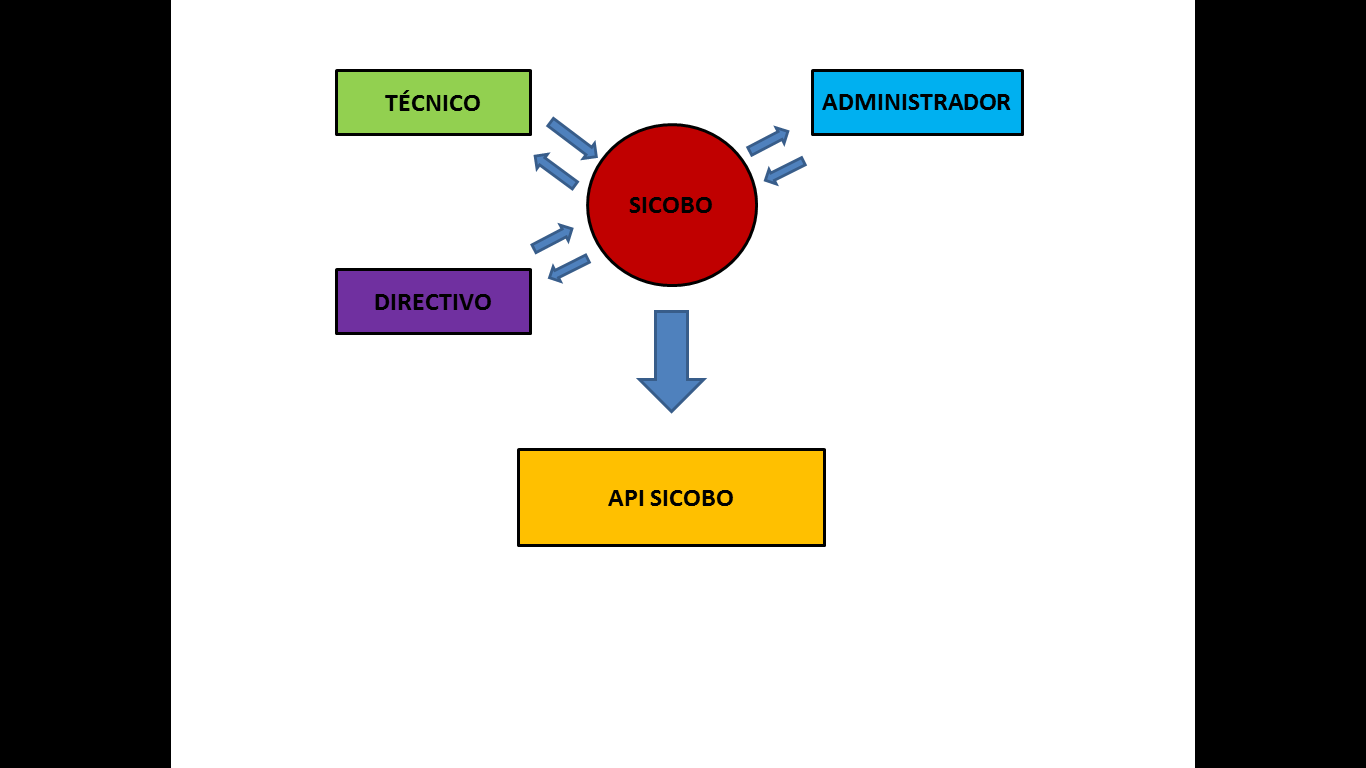 TÉCNICO
ADMINISTRADOR
SICOBO
DIRECTIVO
API SICOBO